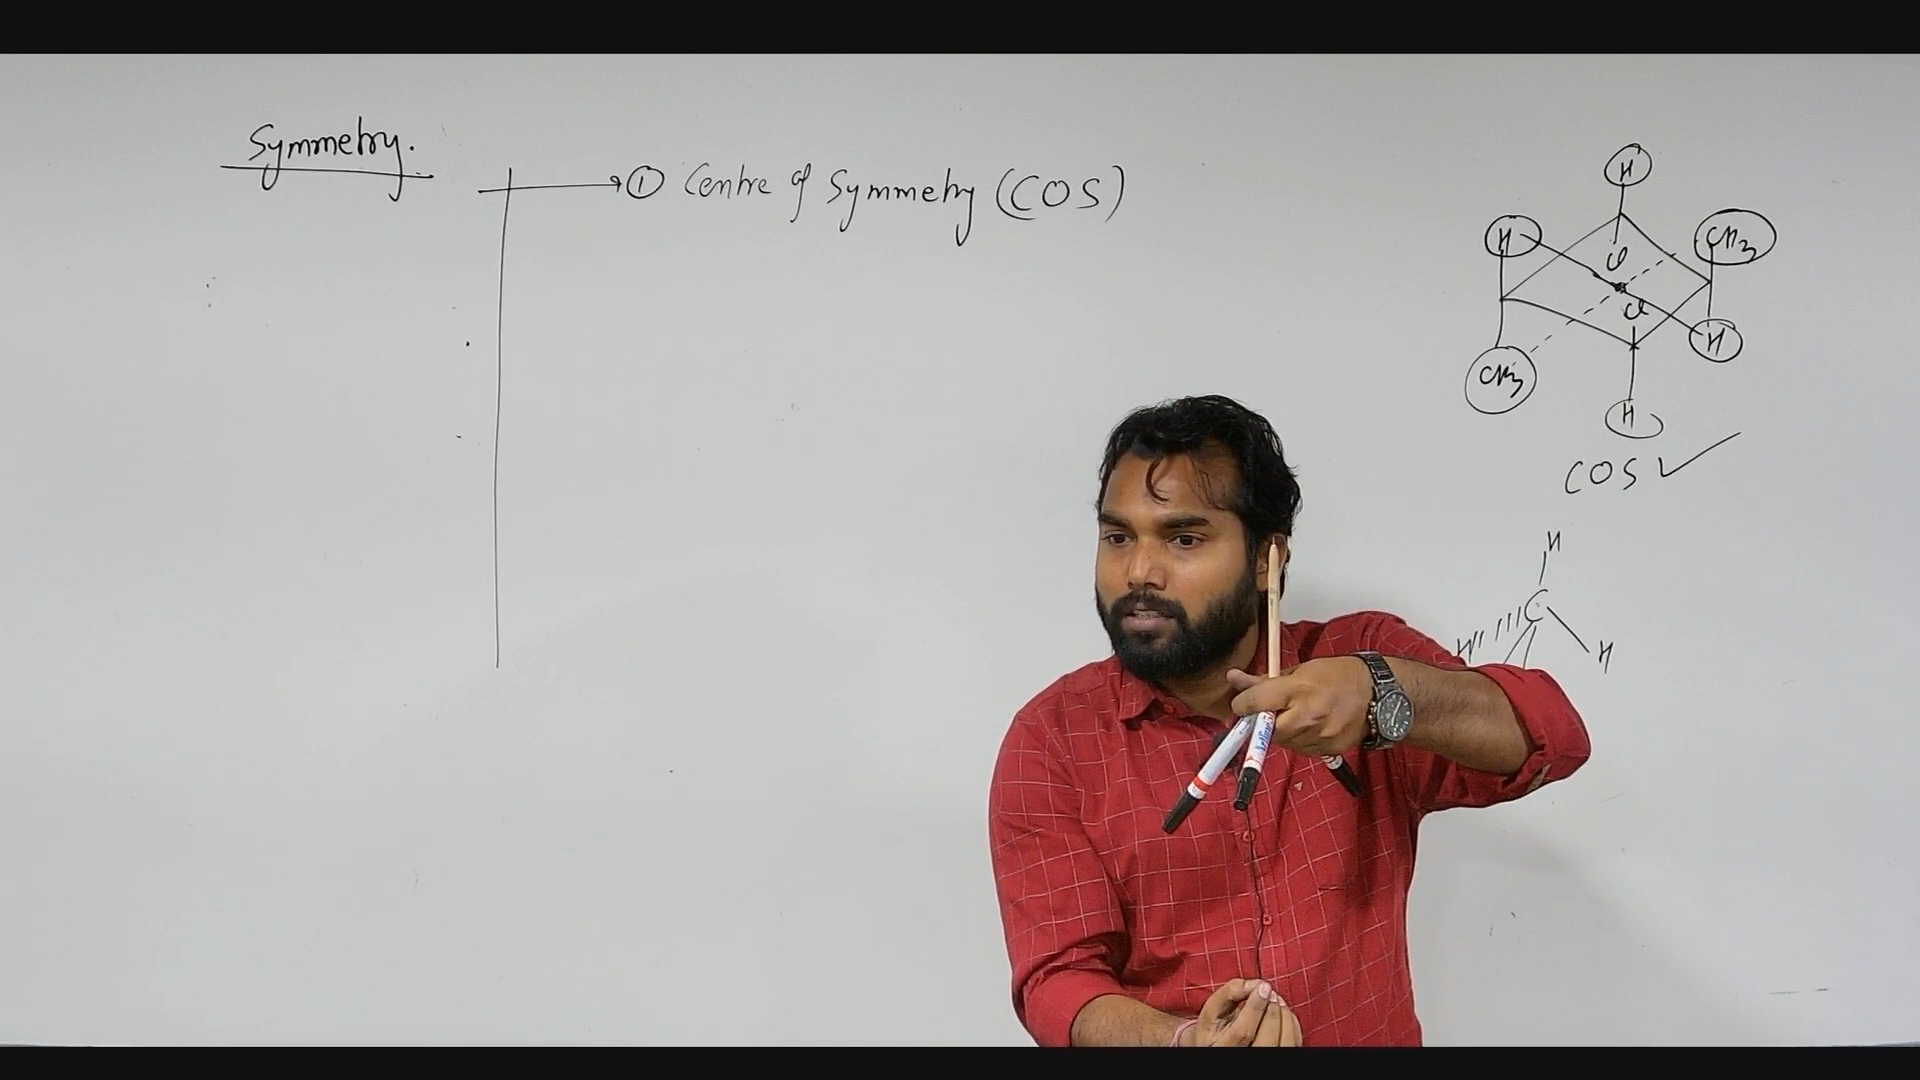 Symmetry.
① Centre of Symmetry (COS)
H
H
CH3
Cl
Cl
H
CH3
H
COS ✓
H
C
H
H